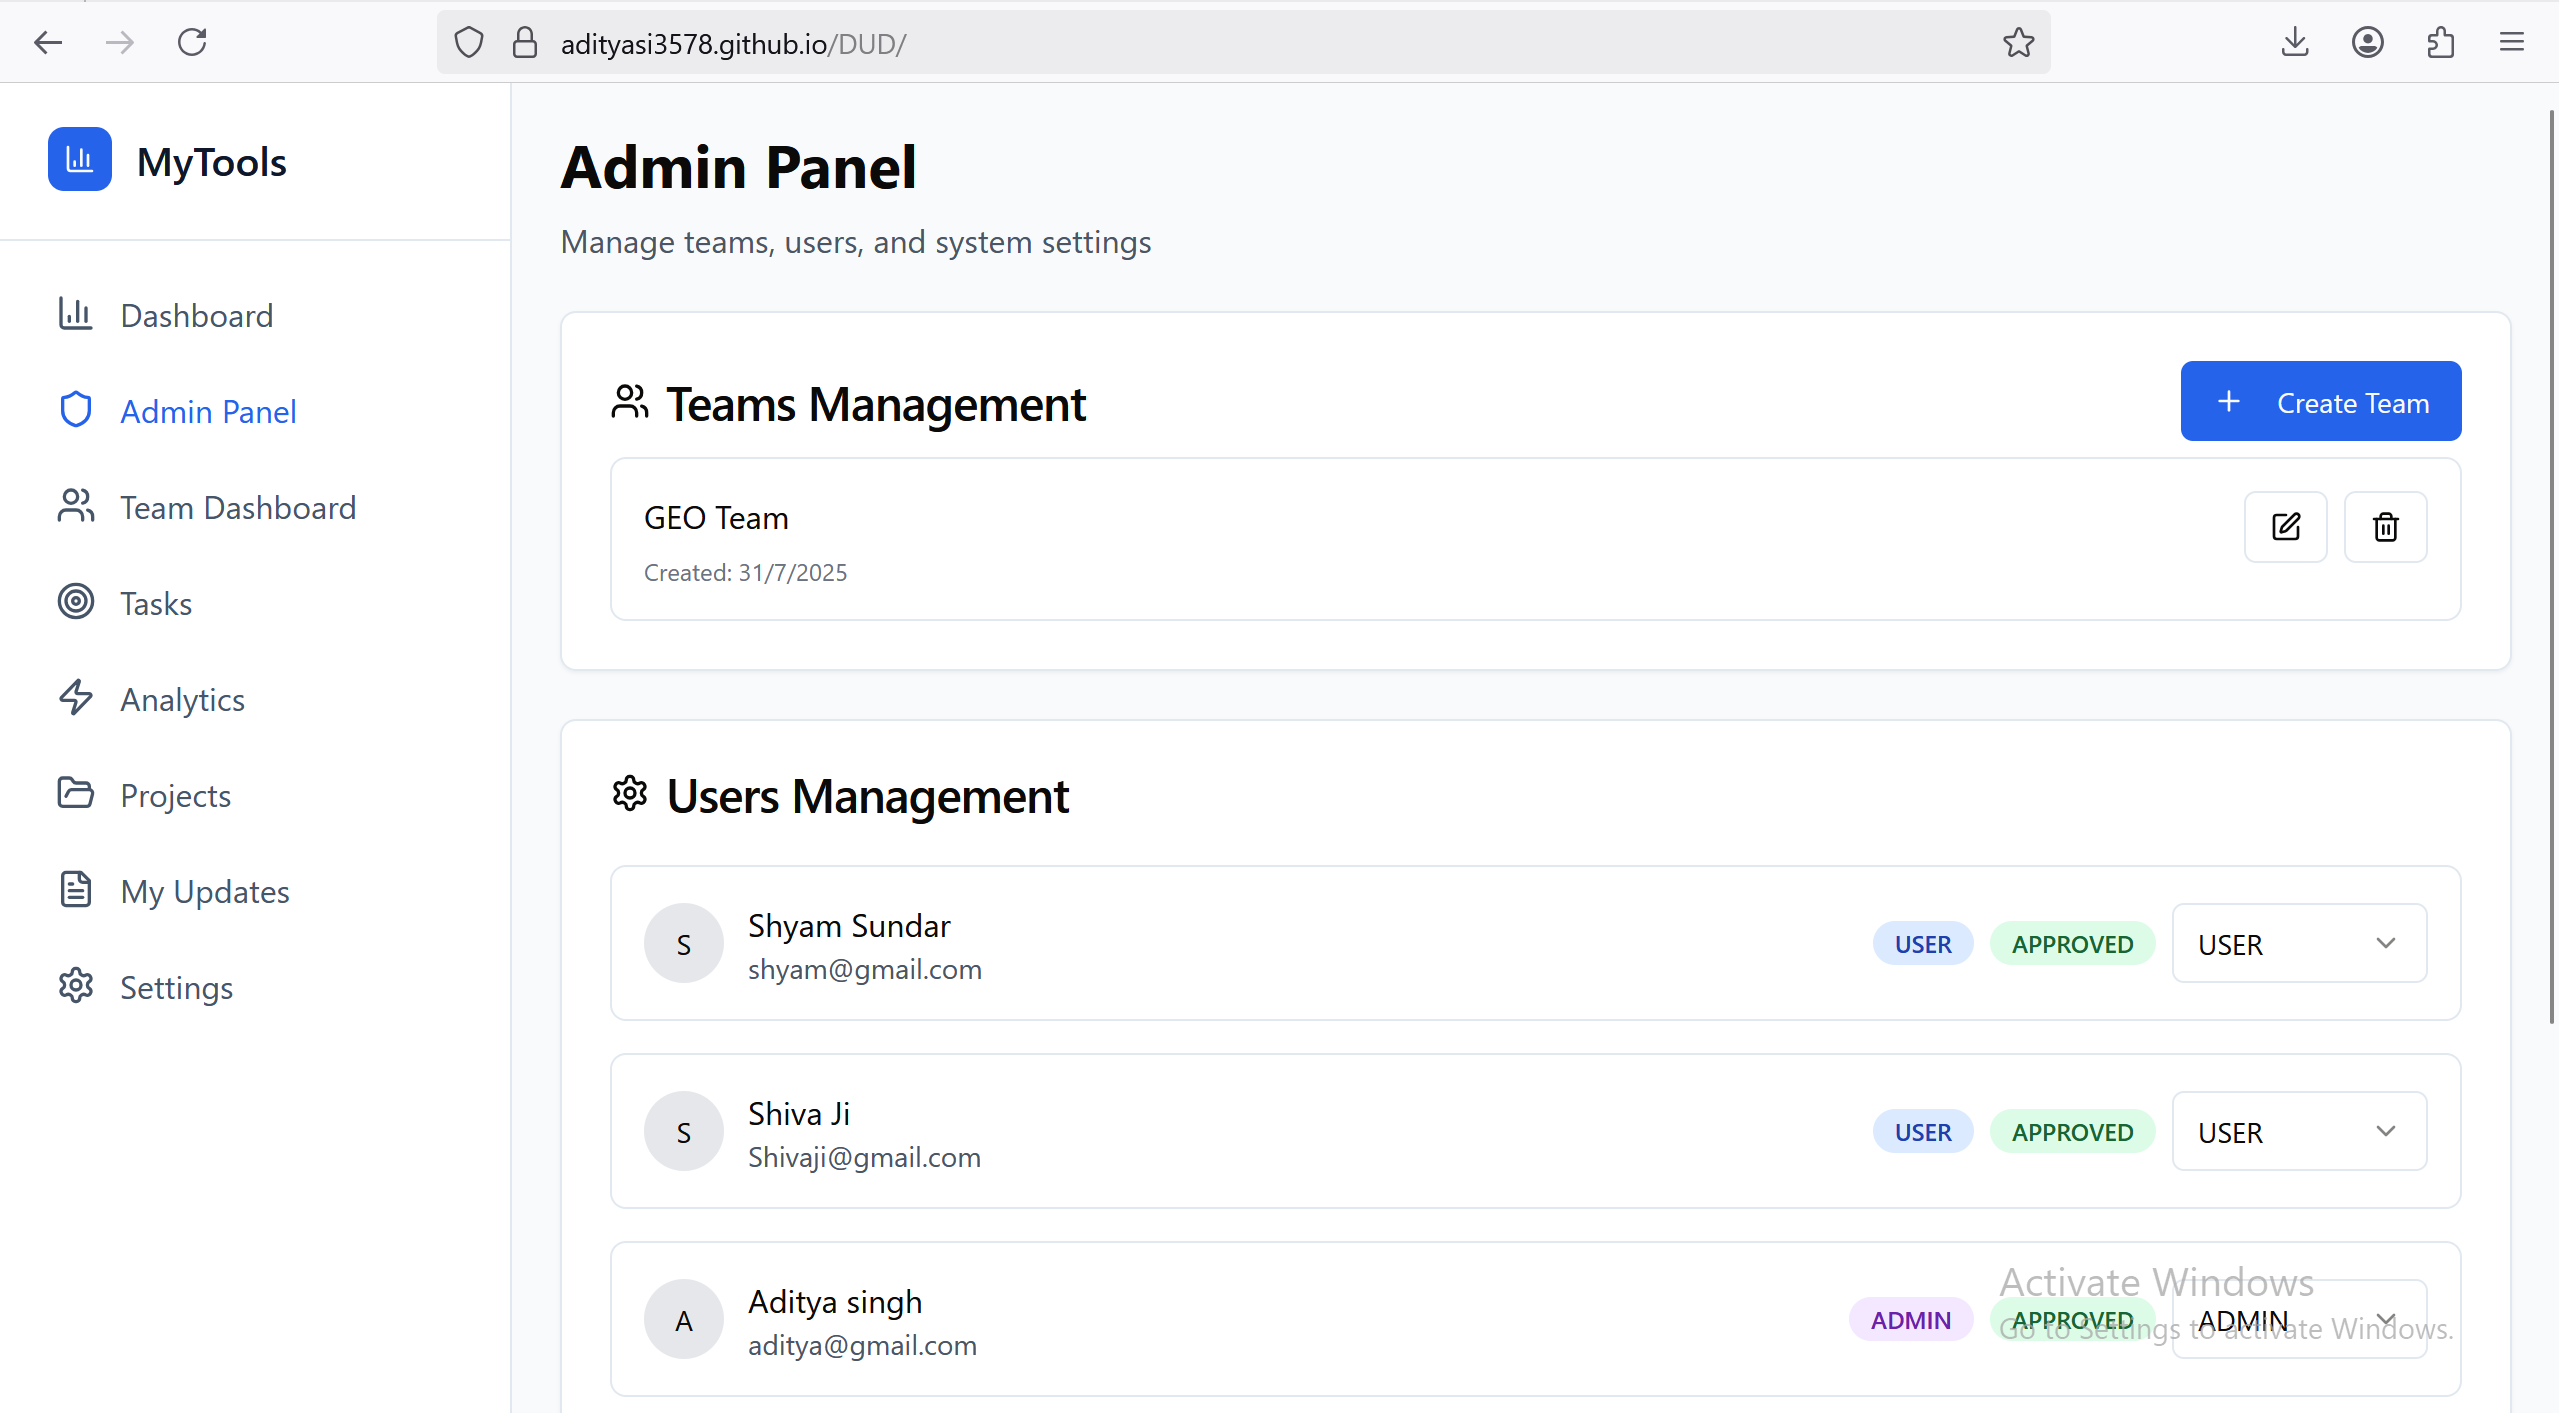 adityasi3578.github.io/DUD/
MyTools
Dashboard
Admin Panel
Team Dashboard
Tasks
Analytics
Projects
My Updates
Settings
Admin Panel
Manage teams, users, and system settings
Teams Management
Create Team
GEO Team
Created: 31/7/2025
Users Management
S
Shyam Sundar
shyam@gmail.com
USER
APPROVED
USER
S
Shiva Ji
Shivaji@gmail.com
USER
APPROVED
USER
A
Aditya singh
aditya@gmail.com
ADMIN
APPROVED
ADMIN
Activate Windows
Go to Settings to activate Windows.